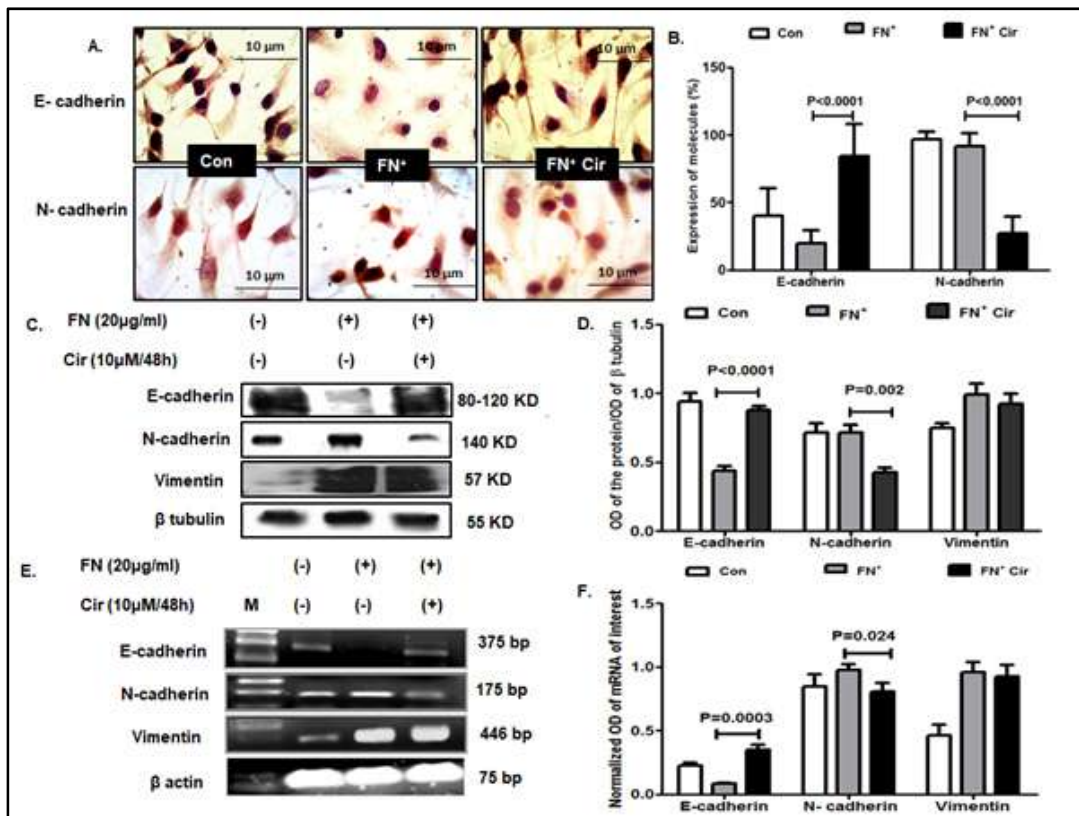 A.
E- cadherin
10 µm
10 µm
10 µm
Con
FN⁺
FN⁺ Cir
N- cadherin
10 µm
10 µm
10 µm
B.
Con
FN⁺
FN⁺ Cir
Expression of molecules (%)
150
100
50
0
P<0.0001
P<0.0001
E-cadherin
N-cadherin
C.
FN (20µg/ml) (-) (+) (+)
Cir (10µM/48h) (-) (-) (+)
E-cadherin 80-120 KD
N-cadherin 140 KD
Vimentin 57 KD
β tubulin 55 KD
D.
Con
FN⁺
FN⁺ Cir
OD of the protein/OD of β tubulin
1.5
1.0
0.5
0.0
P<0.0001
P=0.002
E-cadherin
N-cadherin
Vimentin
E.
FN (20µg/ml) (-) (+) (+)
Cir (10µM/48h) M (-) (-) (+)
E-cadherin 375 bp
N-cadherin 175 bp
Vimentin 446 bp
β actin 75 bp
F.
Con
FN⁺
FN⁺ Cir
Normalized OD of mRNA of interest
1.5
1.0
0.5
0.0
P=0.0003
P=0.024
E-cadherin
N- cadherin
Vimentin